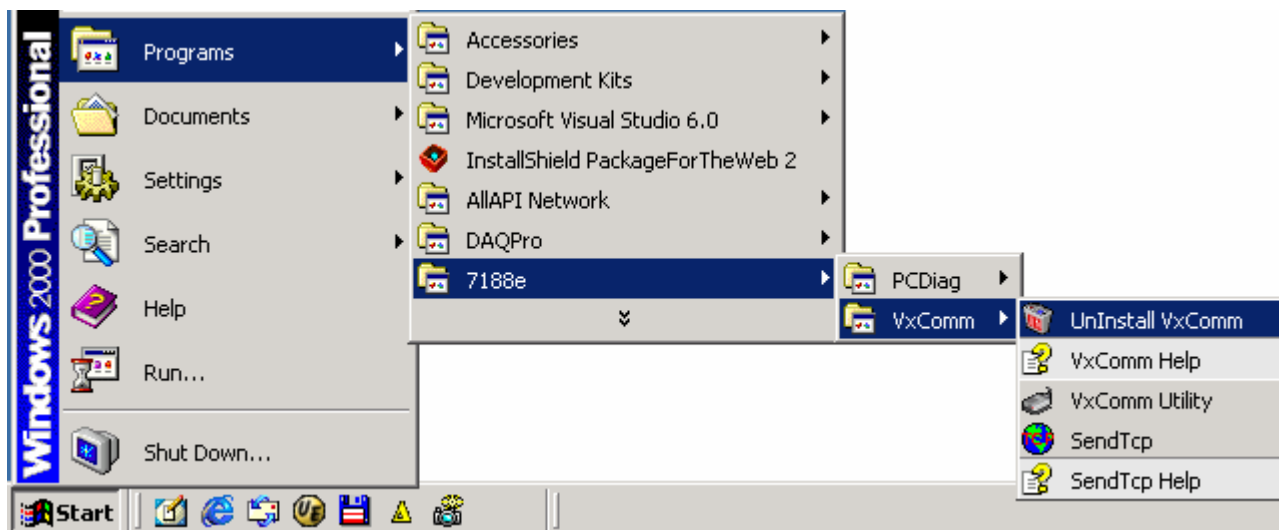 Windows 2000 Professional
Programs
Documents
Settings
Search
Help
Run...
Shut Down...
Accessories
Development Kits
Microsoft Visual Studio 6.0
InstallShield PackageForTheWeb 2
AllAPI Network
DAQPro
7188e
PCDiag
VxComm
UnInstall VxComm
VxComm Help
VxComm Utility
SendTcp
SendTcp Help
Start